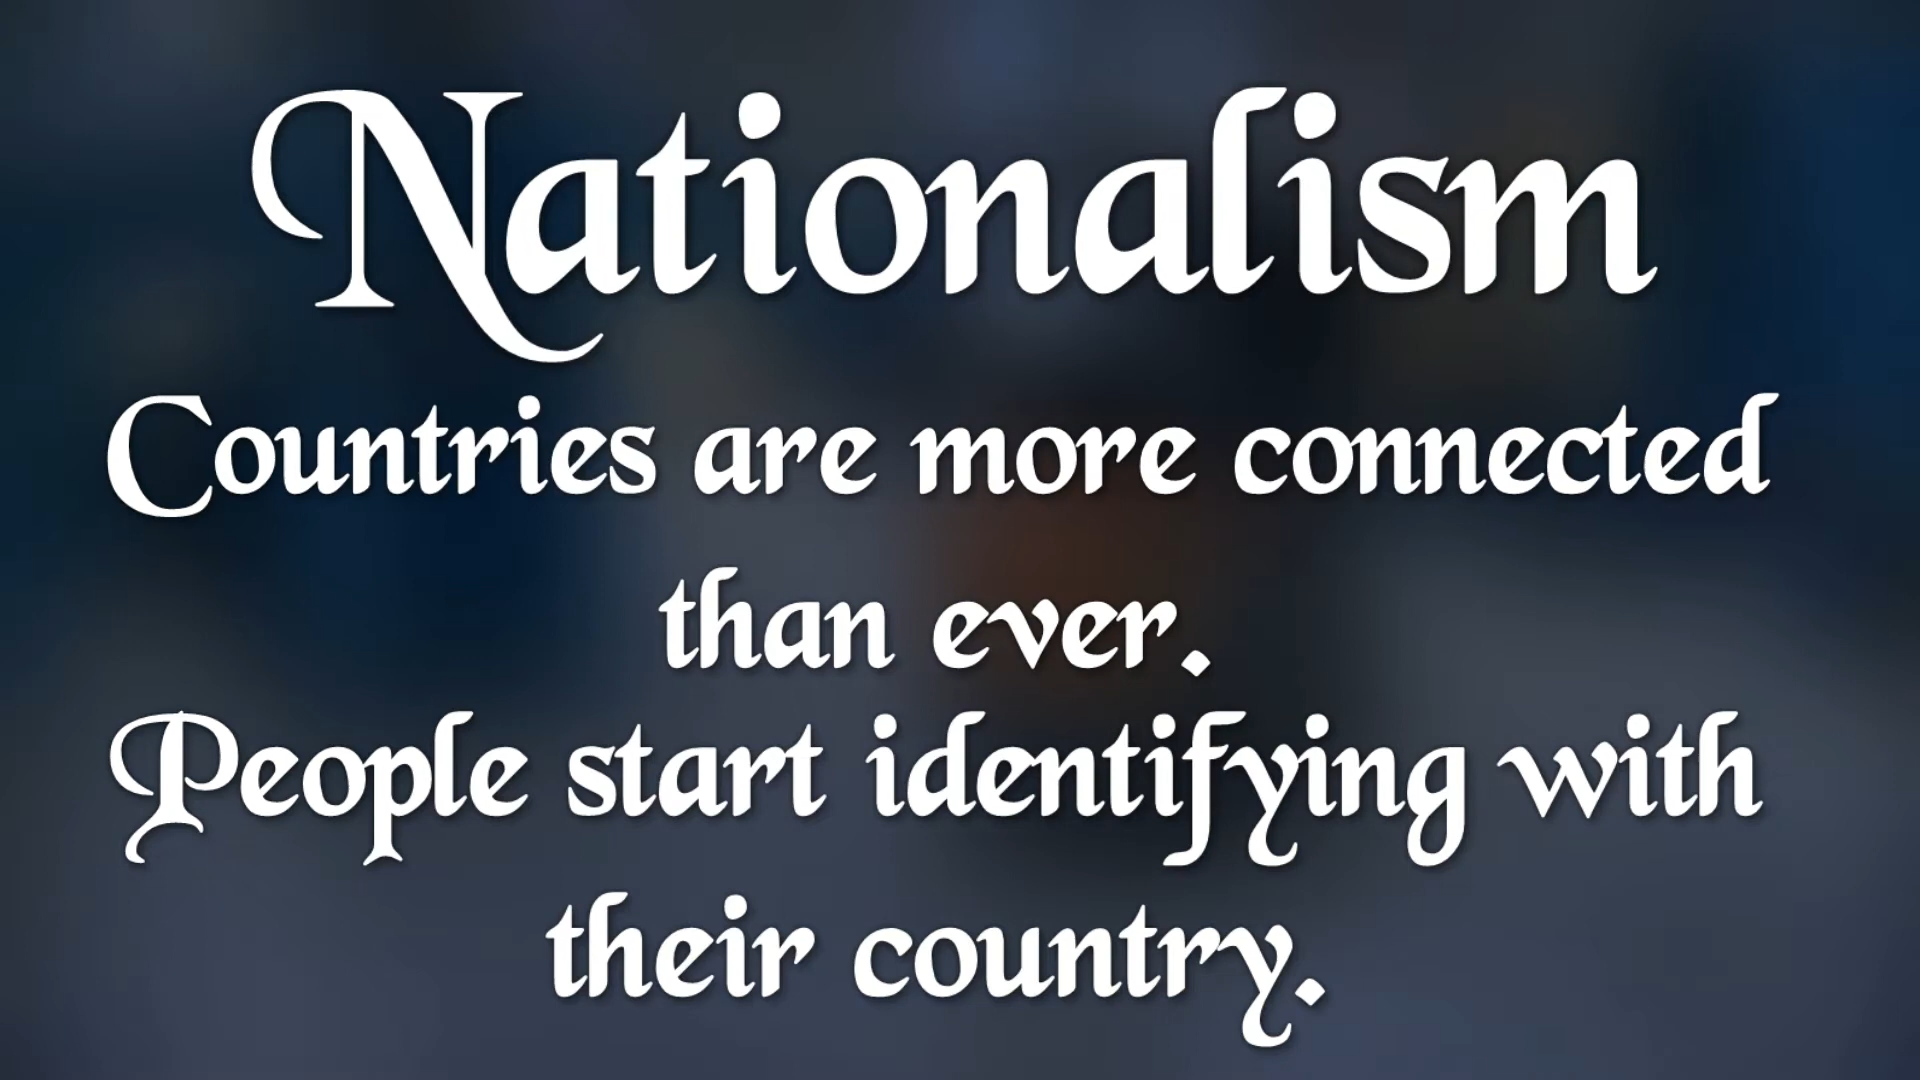 Nationalism
Countries are more connected
than ever.
People start identifying with
their country.